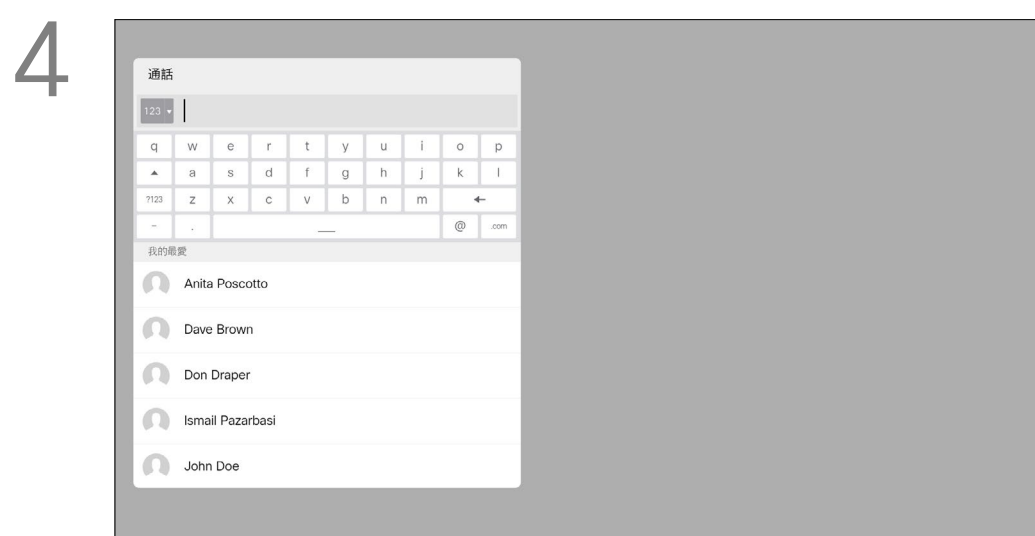 4
通話
123
q w e r t y u i o p
a s d f g h j k l
?123 z x c v b n m
- . @ .com
我的最愛
Anita Poscotto
Dave Brown
Don Draper
Ismail Pazarbasi
John Doe